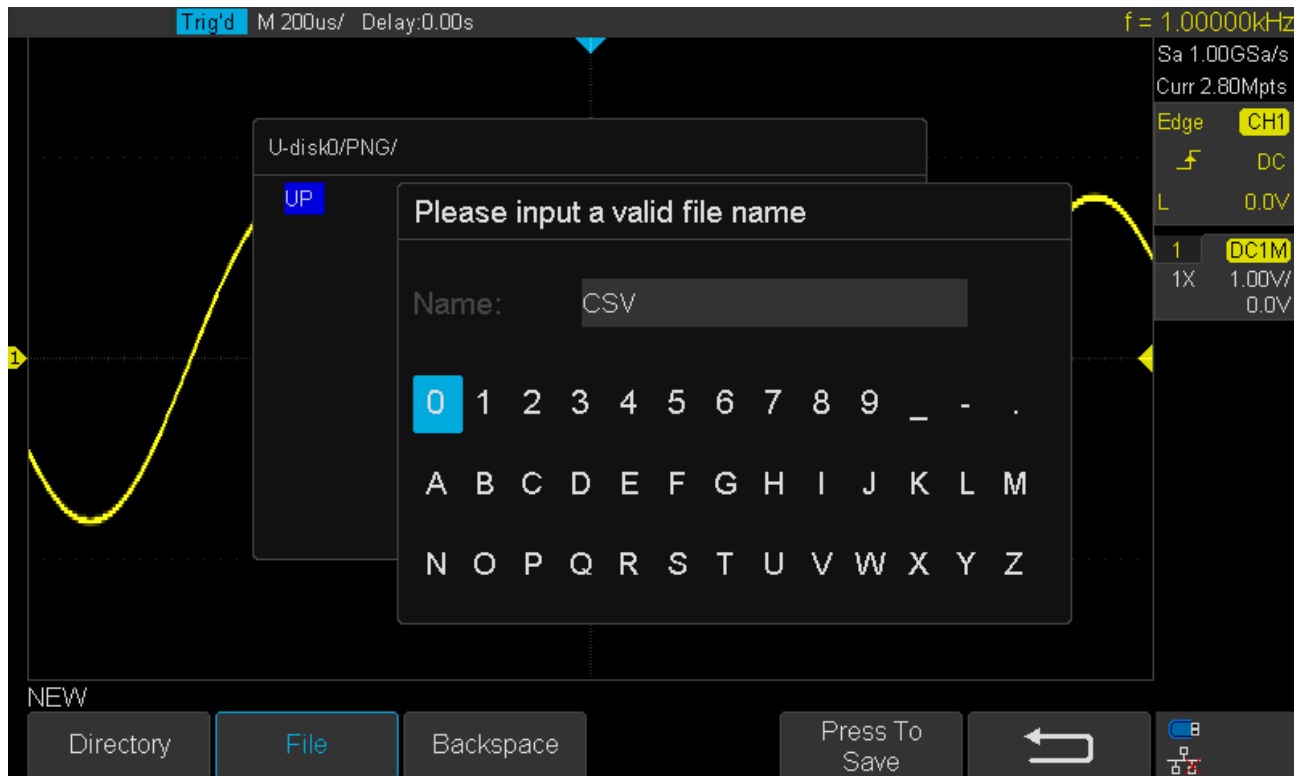 Trig'd M 200us/ Delay:0.00s f = 1.00000kHz
Sa 1.00GSa/s
Curr 2.80Mpts
Edge CH1
DC
L 0.0V
1 DC1M
1X 1.00V/
0.0V
U-disk0/PNG/
UP
Please input a valid file name
Name: CSV
0 1 2 3 4 5 6 7 8 9 _ - .
A B C D E F G H I J K L M
N O P Q R S T U V W X Y Z
1
NEW
Directory File Backspace Press To
Save